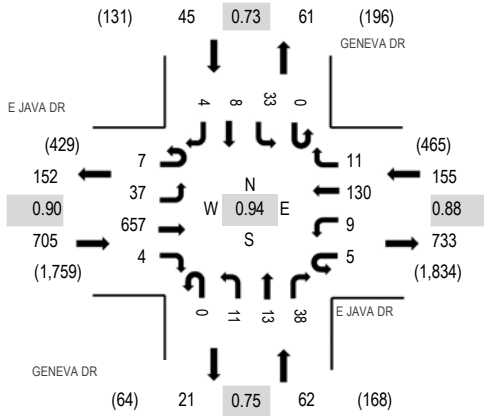 (131) 45 0.73 61 (196)
GENEVA DR
4 8 33 0
E JAVA DR
(429)
152
0.90
705
(1,759)
7
37
657
4
N
W 0.94 E
S
11
130
9
5
(465)
155
0.88
733
(1,834)
0 11 13 38
E JAVA DR
GENEVA DR
(64) 21 0.75 62 (168)